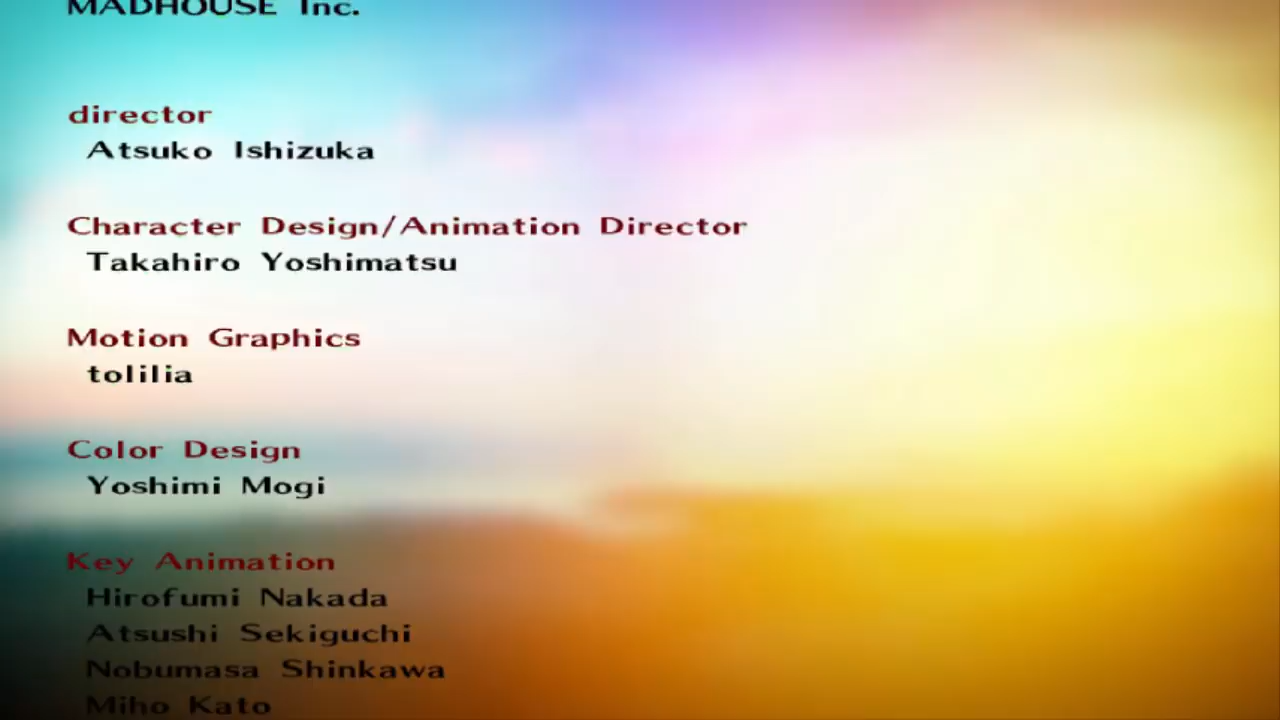 MADHOUSE Inc.
director
Atsuko Ishizuka
Character Design/Animation Director
Takahiro Yoshimatsu
Motion Graphics
tolilia
Color Design
Yoshimi Mogi
Key Animation
Hirofumi Nakada
Atsushi Sekiguchi
Nobumasa Shinkawa
Miho Kato